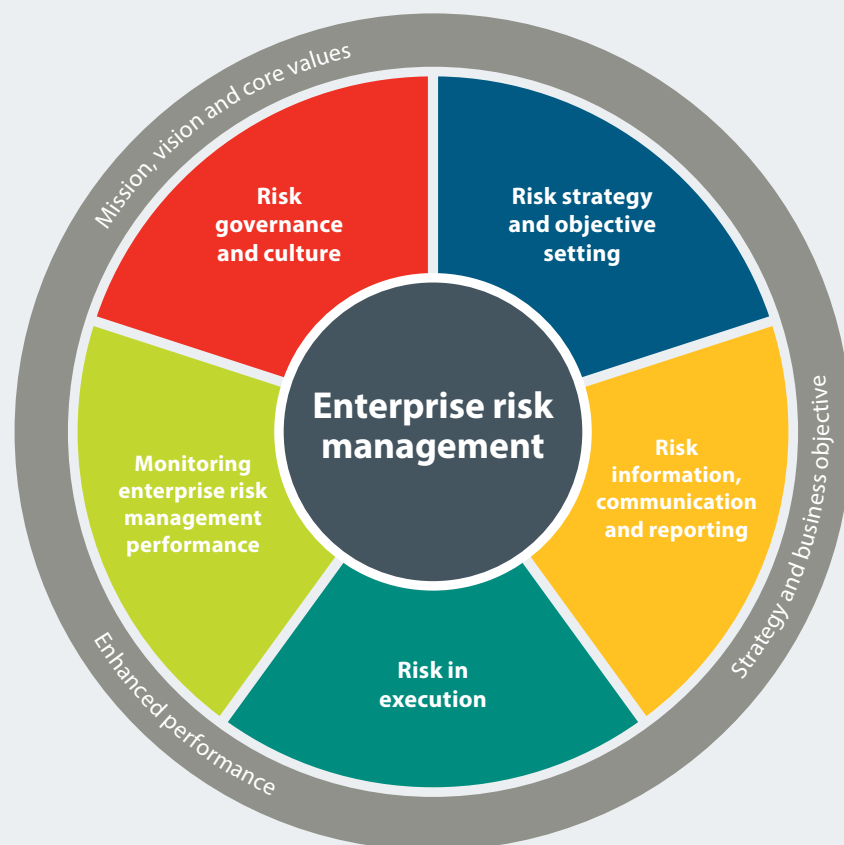 Mission, vision and core values
Risk
governance
and culture
Risk strategy
and objective
setting
Enterprise risk
management
Risk
information,
communication
and reporting
Strategy and business objective
Monitoring
enterprise risk
management
performance
Risk in
execution
Enhanced performance